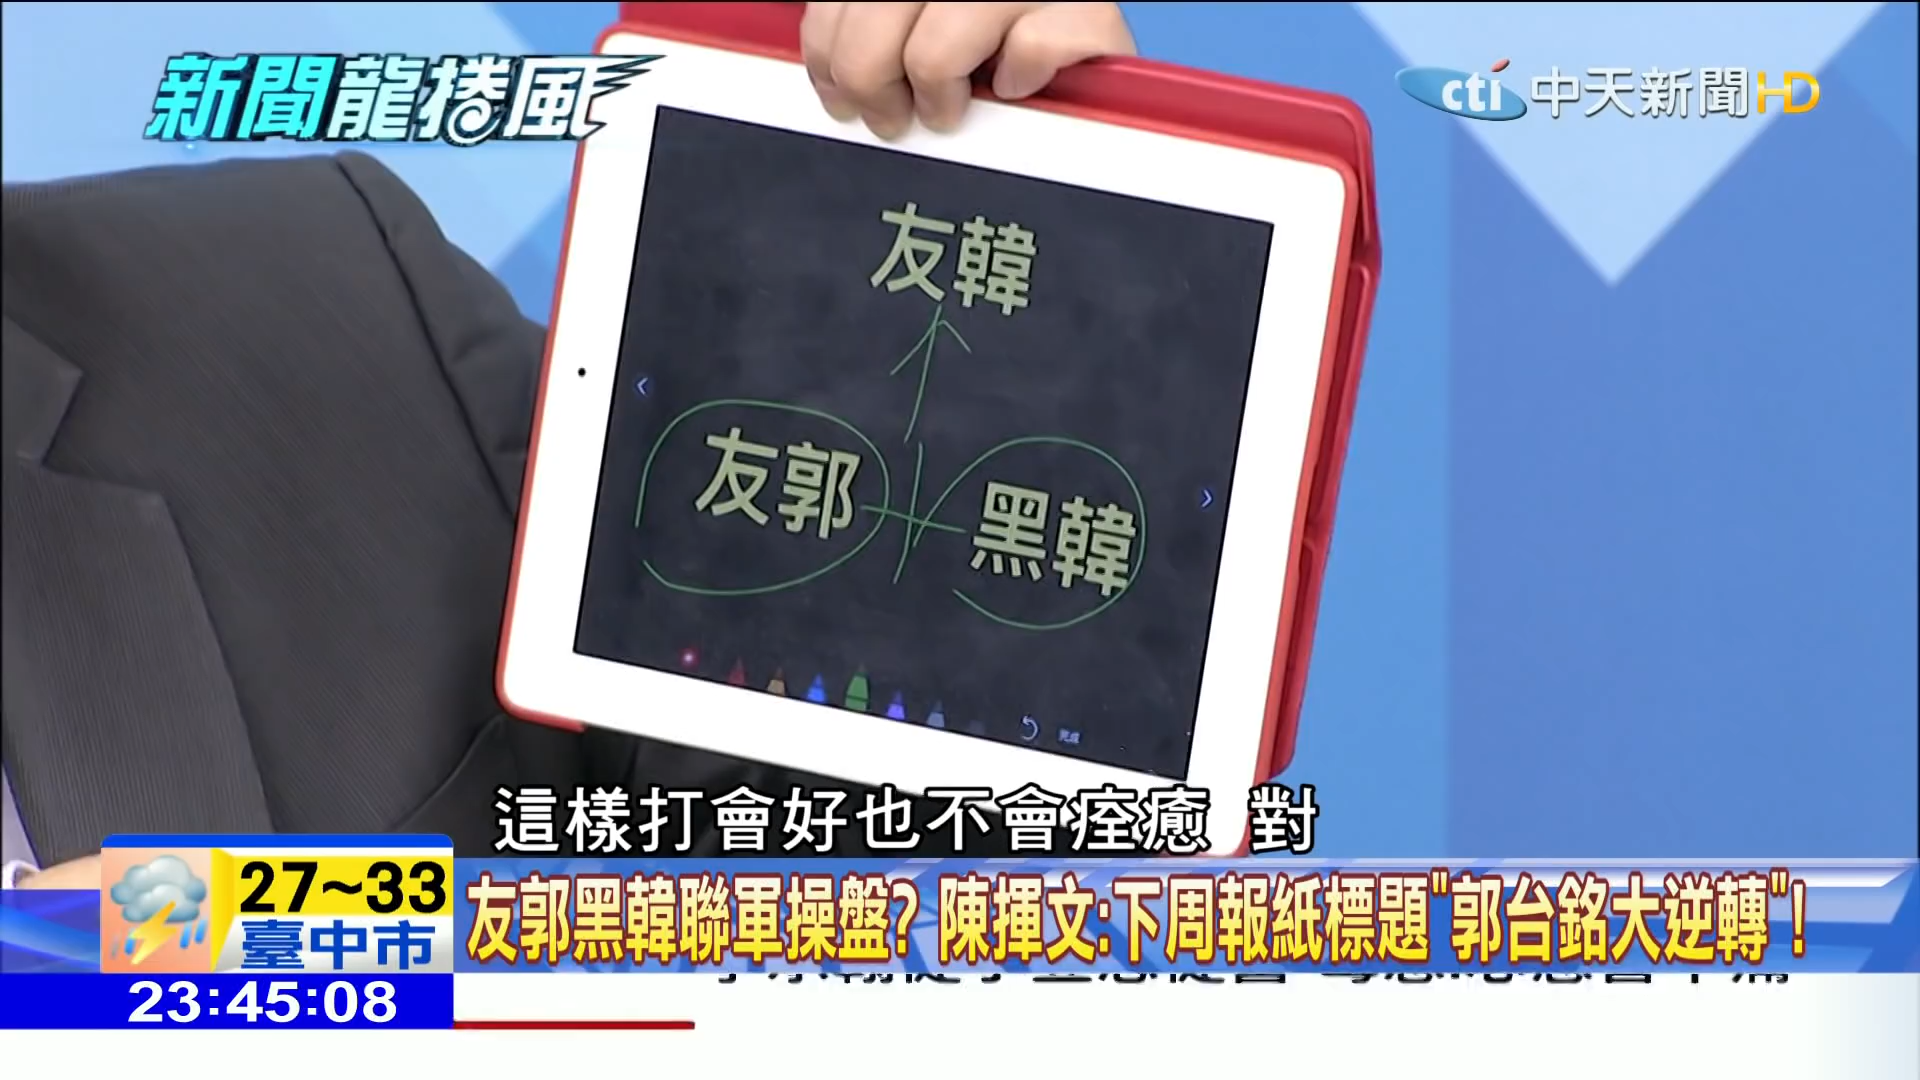 新聞龍捲風
cti 中天新聞HD
友韓
友郭
黑韓
完成
這樣打會好也不會痊癒 對
27~33
臺中市
友郭黑韓聯軍操盤? 陳揮文:下周報紙標題"郭台銘大逆轉"!
23:45:08